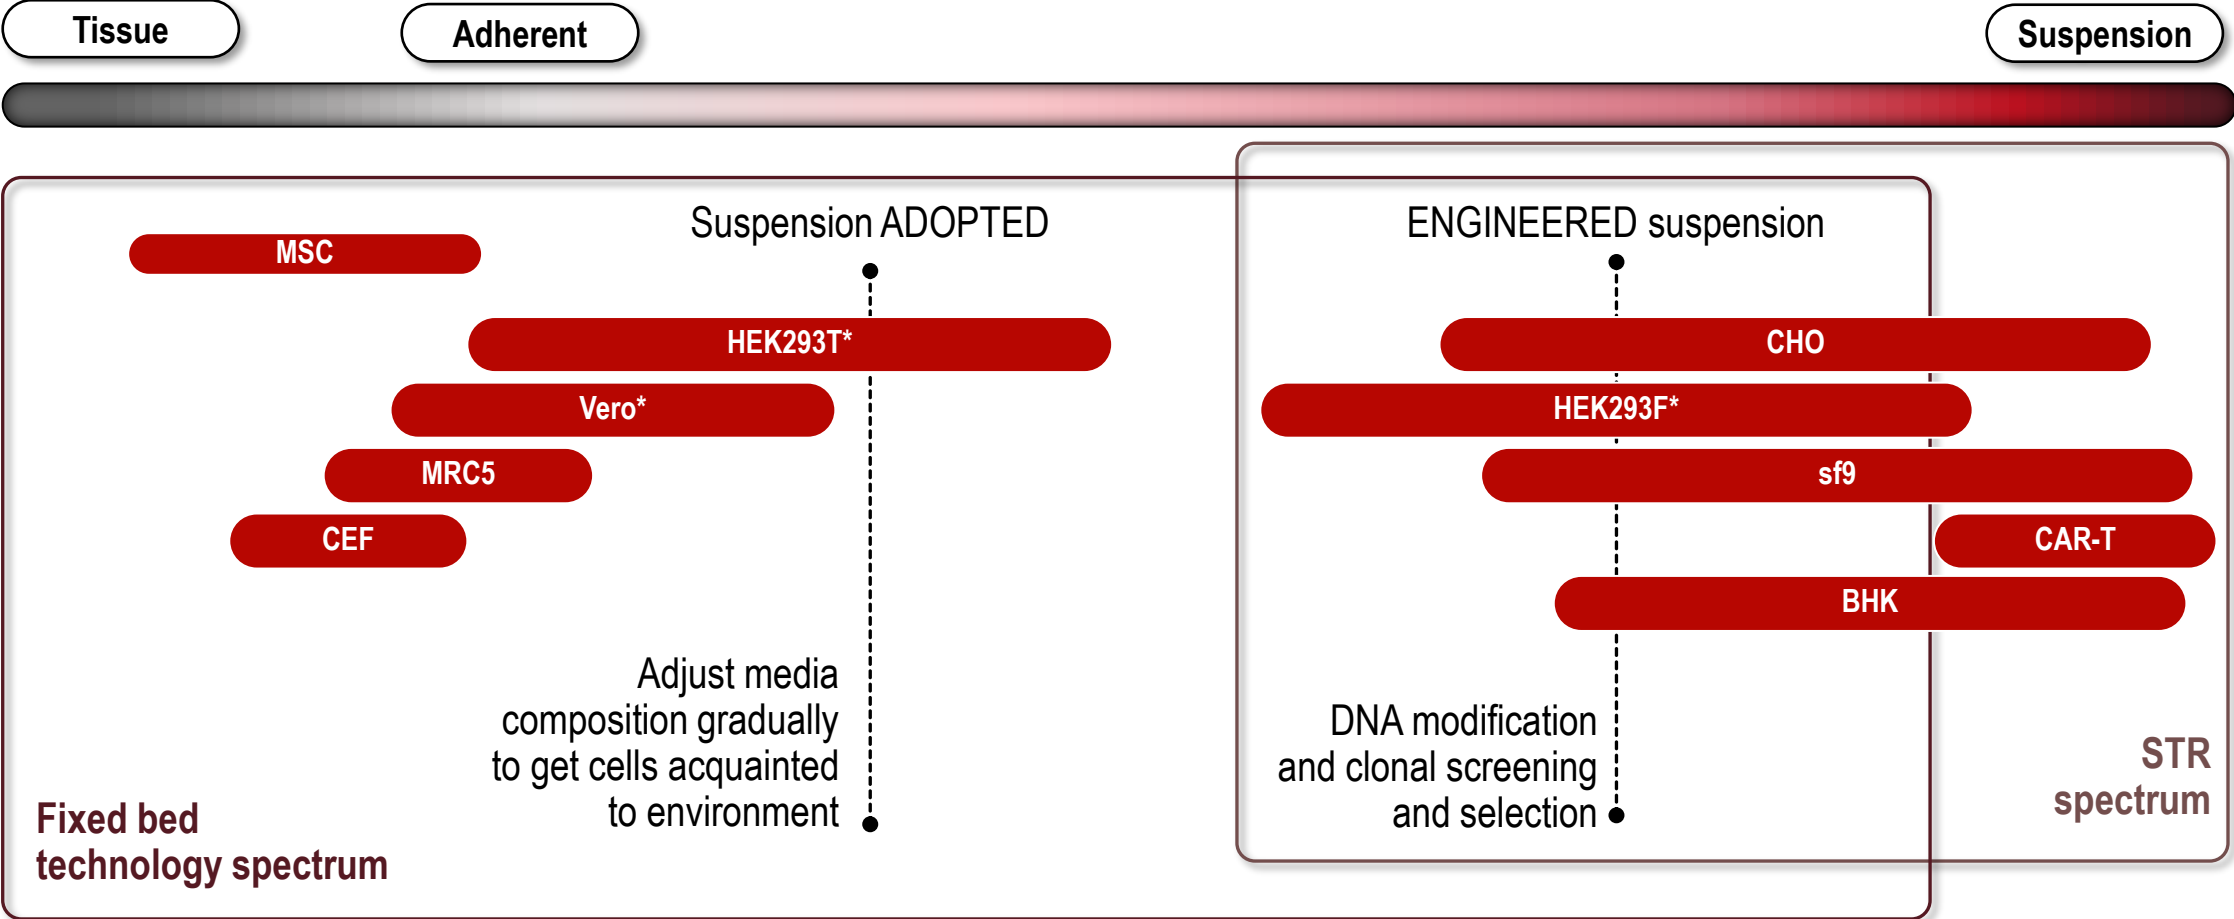 Tissue
Adherent
Suspension
Suspension ADOPTED
ENGINEERED suspension
MSC
HEK293T*
CHO
Vero*
HEK293F*
MRC5
sf9
CEF
CAR-T
BHK
Adjust media
composition gradually
to get cells acquainted
to environment
DNA modification
and clonal screening
and selection
STR
spectrum
Fixed bed
technology spectrum